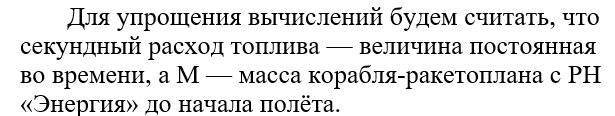 Для упрощения вычислений будем считать, что
секундный расход топлива — величина постоянная
во времени, а М — масса корабля-ракетоплана с РН
«Энергия» до начала полёта.